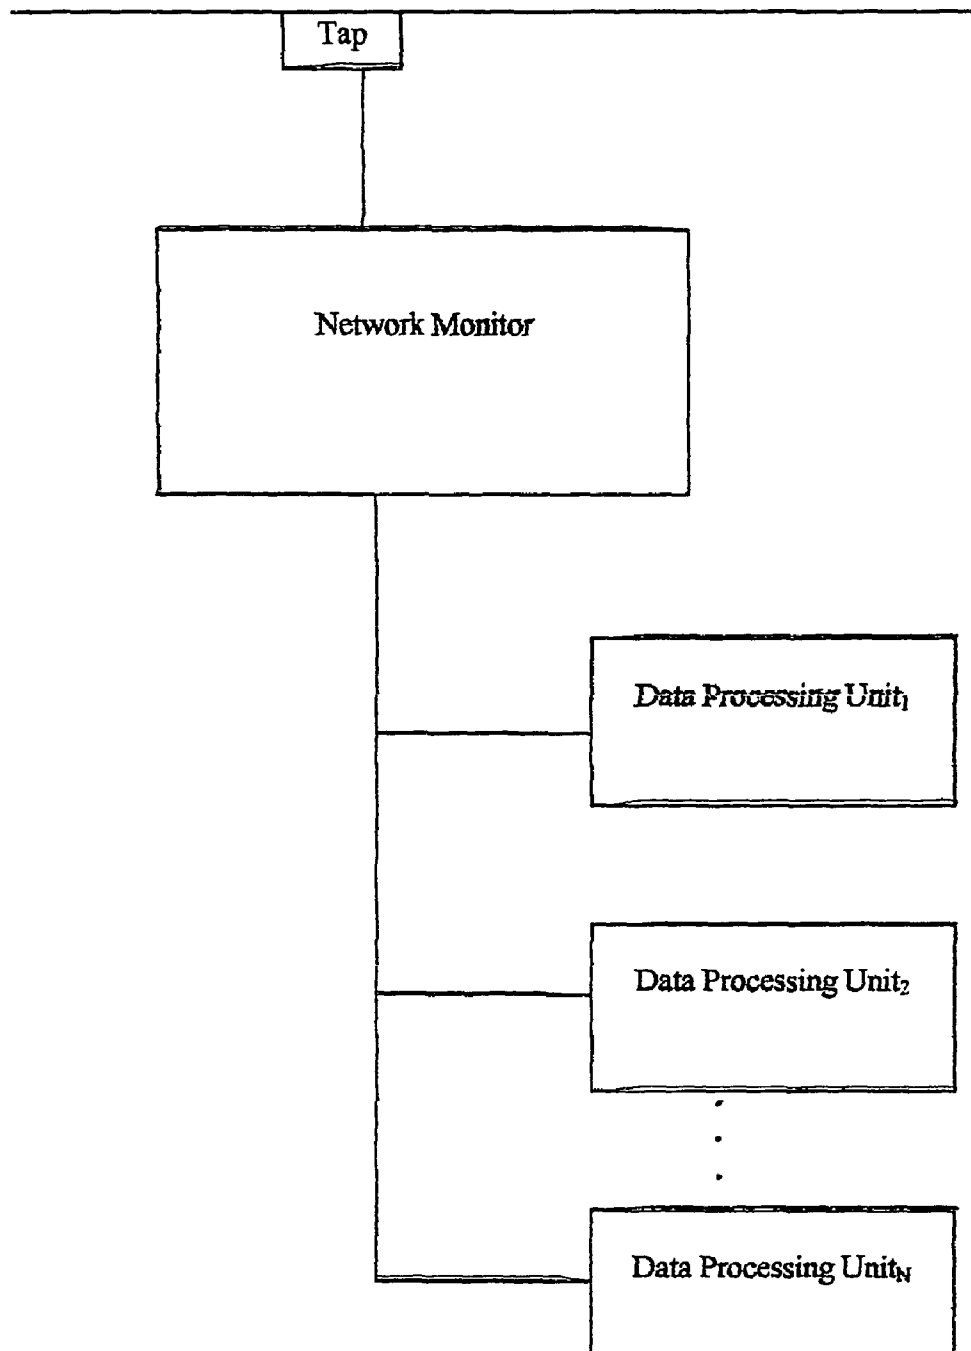 Tap
Network Monitor
Data Processing Unit₁
Data Processing Unit₂
Data Processing Unitₙ